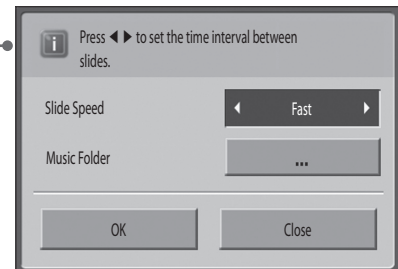 Press ◀ ▶ to set the time interval between
slides.
Slide Speed ◀ Fast ▶
Music Folder ...
OK Close